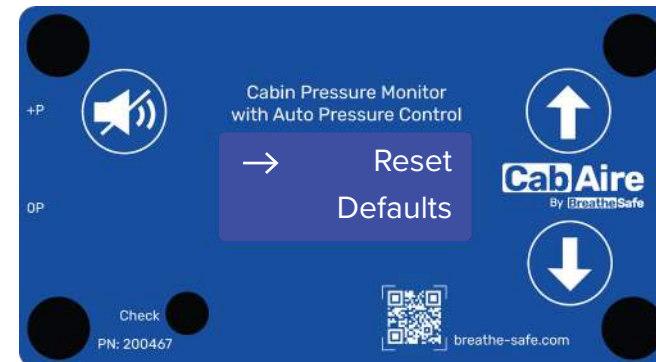 +P
Cabin Pressure Monitor
with Auto Pressure Control
→ Reset
Defaults
CabAire
By BreatheSafe
0P
Check
PN: 200467
breathe-safe.com